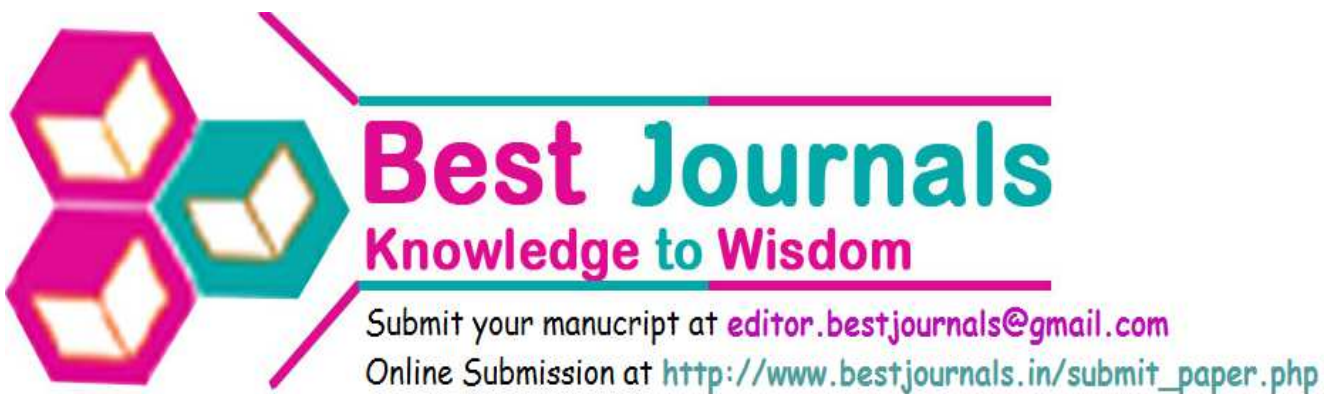 Best Journals
Knowledge to Wisdom
Submit your manucript at editor.bestjournals@gmail.com
Online Submission at http://www.bestjournals.in/submit_paper.php